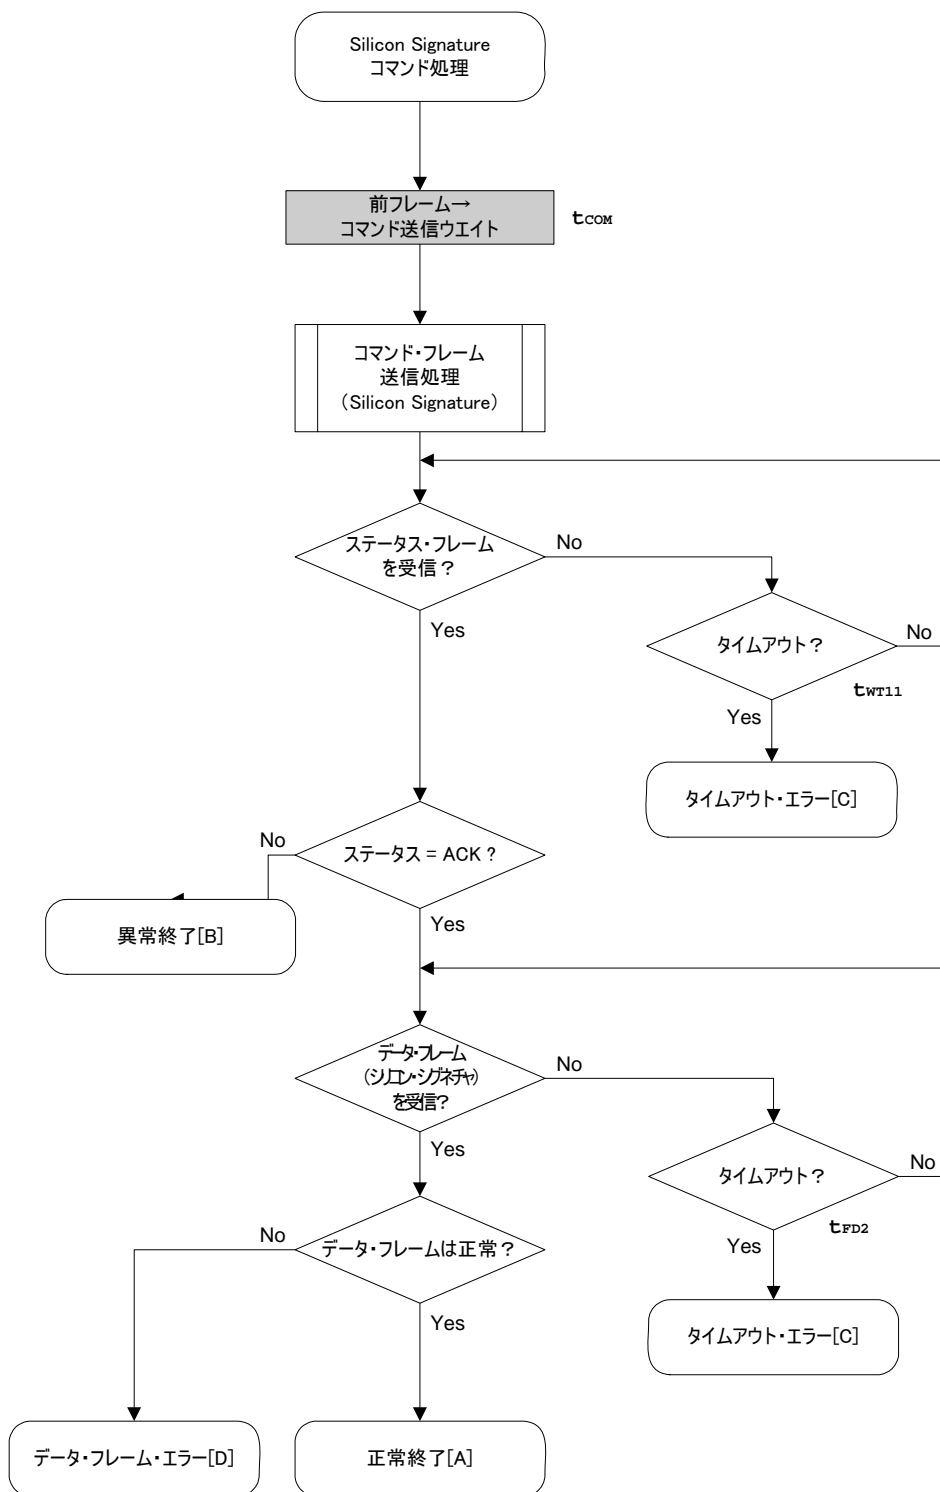 Silicon Signature
コマンド処理
前フレーム→
コマンド送信ウエイト
tCOM
コマンド・フレーム
送信処理
（Silicon Signature）
ステータス・フレーム
を受信？
No
Yes
タイムアウト？
No
tWT11
Yes
タイムアウト・エラー[C]
ステータス = ACK？
No
Yes
異常終了[B]
データ・フレーム
（シリコン・シグネチャ）
を受信？
No
Yes
タイムアウト？
No
tFD2
Yes
タイムアウト・エラー[C]
データ・フレームは正常？
No
Yes
データ・フレーム・エラー[D]
正常終了[A]